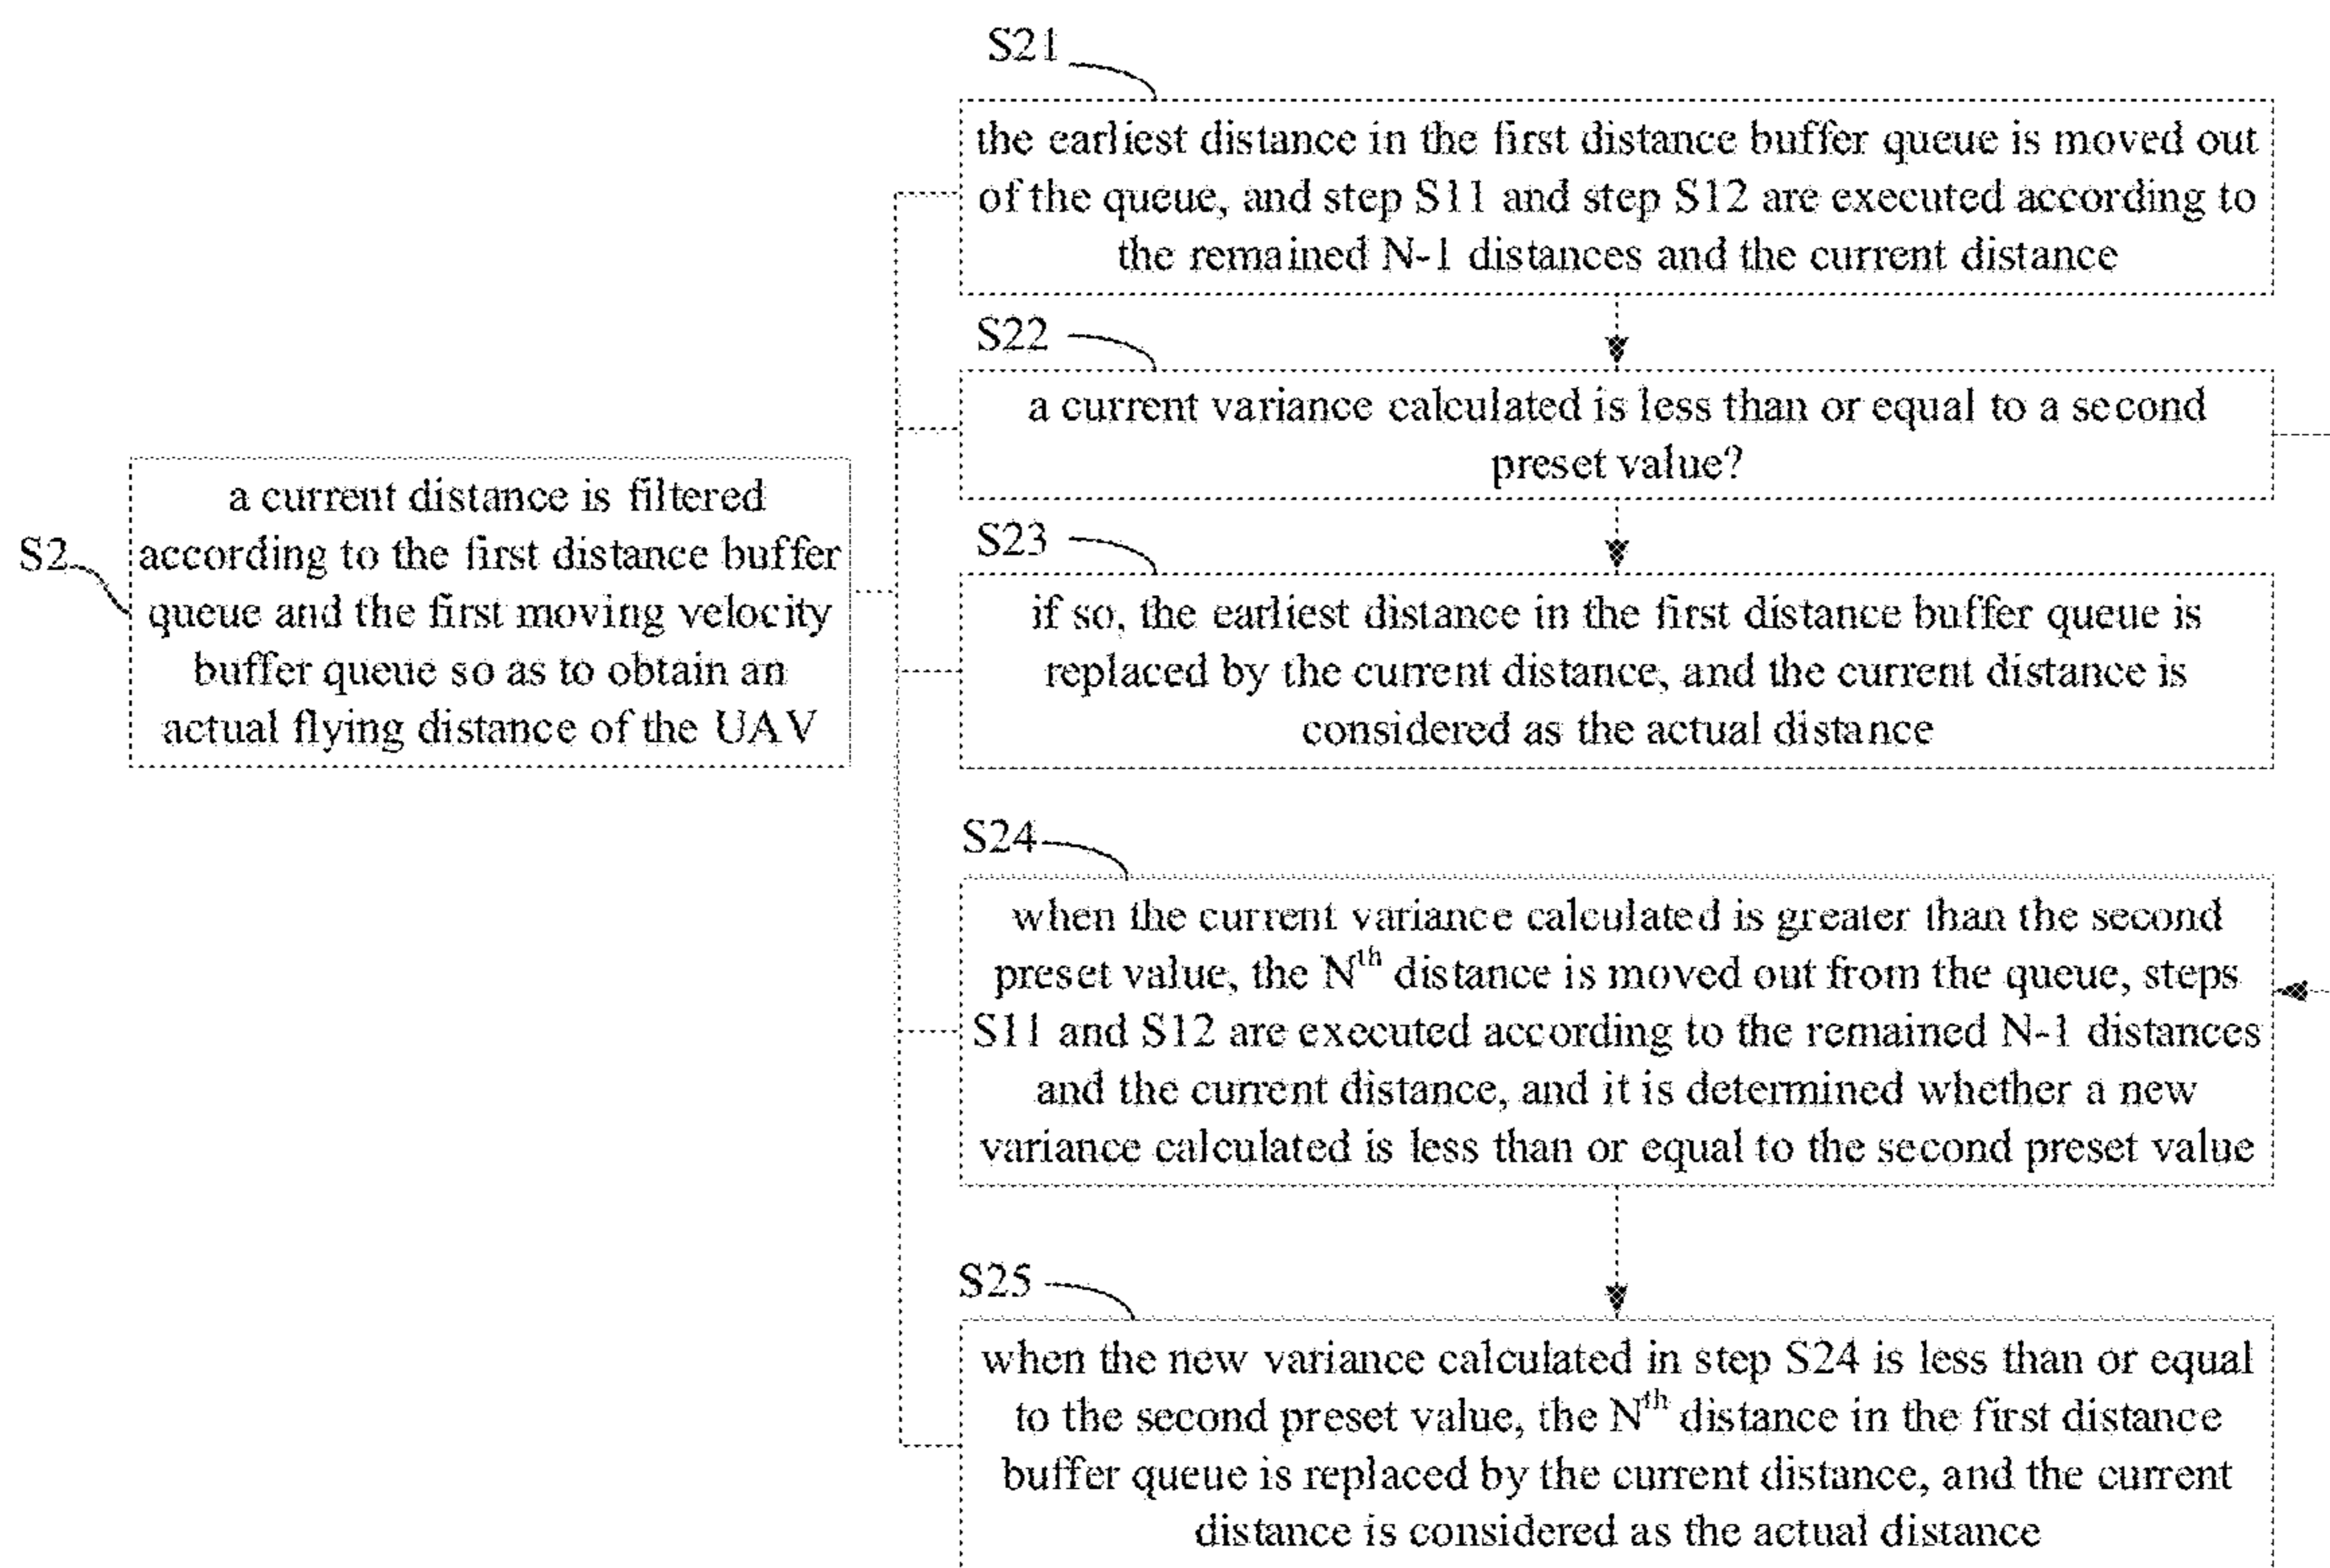 S21
the earliest distance in the first distance buffer queue is moved out
of the queue, and step S11 and step S12 are executed according to
the remained N-1 distances and the current distance
S22
a current variance calculated is less than or equal to a second
preset value?
S2
a current distance is filtered
according to the first distance buffer
queue and the first moving velocity
buffer queue so as to obtain an
actual flying distance of the UAV
S23
if so, the earliest distance in the first distance buffer queue is
replaced by the current distance, and the current distance is
considered as the actual distance
S24
when the current variance calculated is greater than the second
preset value, the Nth distance is moved out from the queue, steps
S11 and S12 are executed according to the remained N-1 distances
and the current distance, and it is determined whether a new
variance calculated is less than or equal to the second preset value
S25
when the new variance calculated in step S24 is less than or equal
to the second preset value, the Nth distance in the first distance
buffer queue is replaced by the current distance, and the current
distance is considered as the actual distance